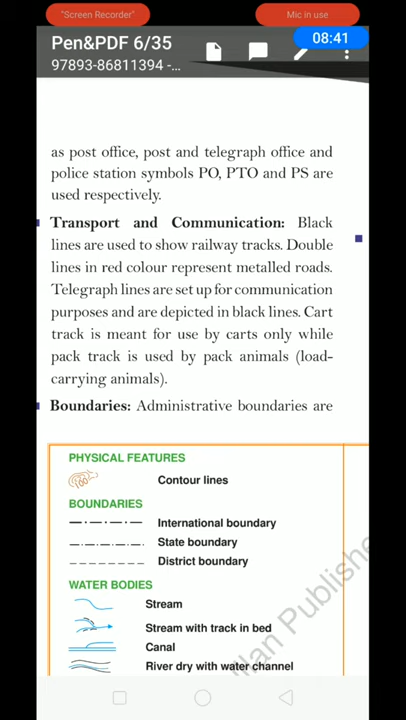 "Screen Recorder"
Mic in use
Pen&PDF 6/35
08:41
97893-86811394 -...
as post office, post and telegraph office and
police station symbols PO, PTO and PS are
used respectively.
Transport and Communication: Black
lines are used to show railway tracks. Double
lines in red colour represent metalled roads.
Telegraph lines are set up for communication
purposes and are depicted in black lines. Cart
track is meant for use by carts only while
pack track is used by pack animals (load-
carrying animals).
Boundaries: Administrative boundaries are
PHYSICAL FEATURES
Contour lines
BOUNDARIES
International boundary
State boundary
District boundary
WATER BODIES
Stream
Stream with track in bed
Canal
River dry with water channel